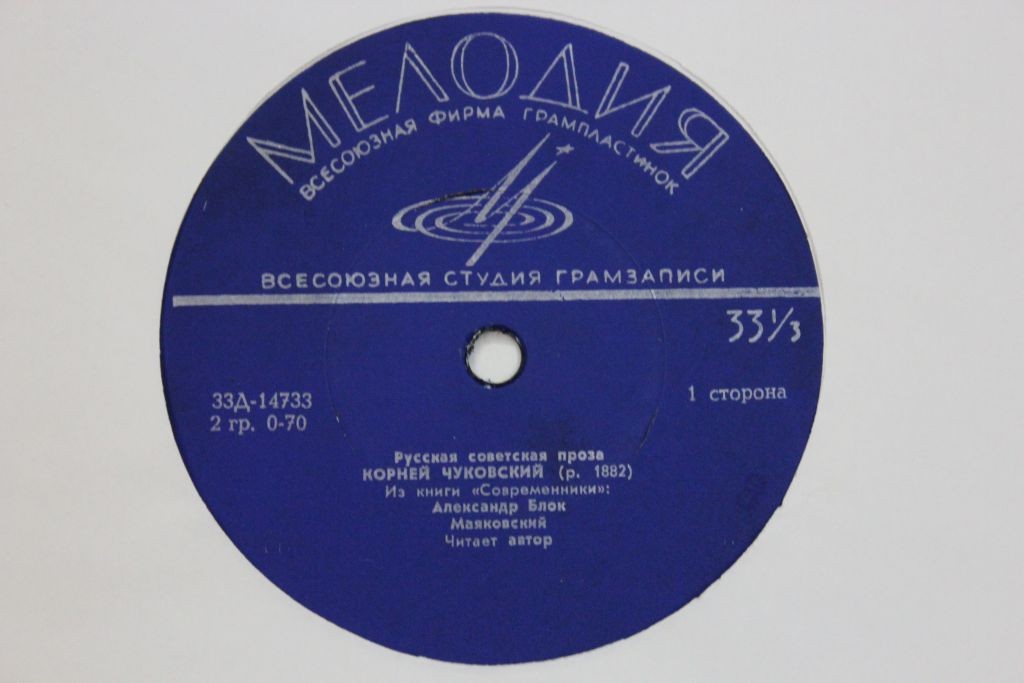 МЕЛОДИЯ
ВСЕСОЮЗНАЯ ФИРМА ГРАМПЛАСТИНОК
ВСЕСОЮЗНАЯ СТУДИЯ ГРАМЗАПИСИ
33⅓
33Д-14733
2 гр. 0-70
1 сторона
Русская советская проза
КОРНЕЙ ЧУКОВСКИЙ (р. 1882)
Из книги «Современники»:
Александр Блок
Маяковский
Читает автор